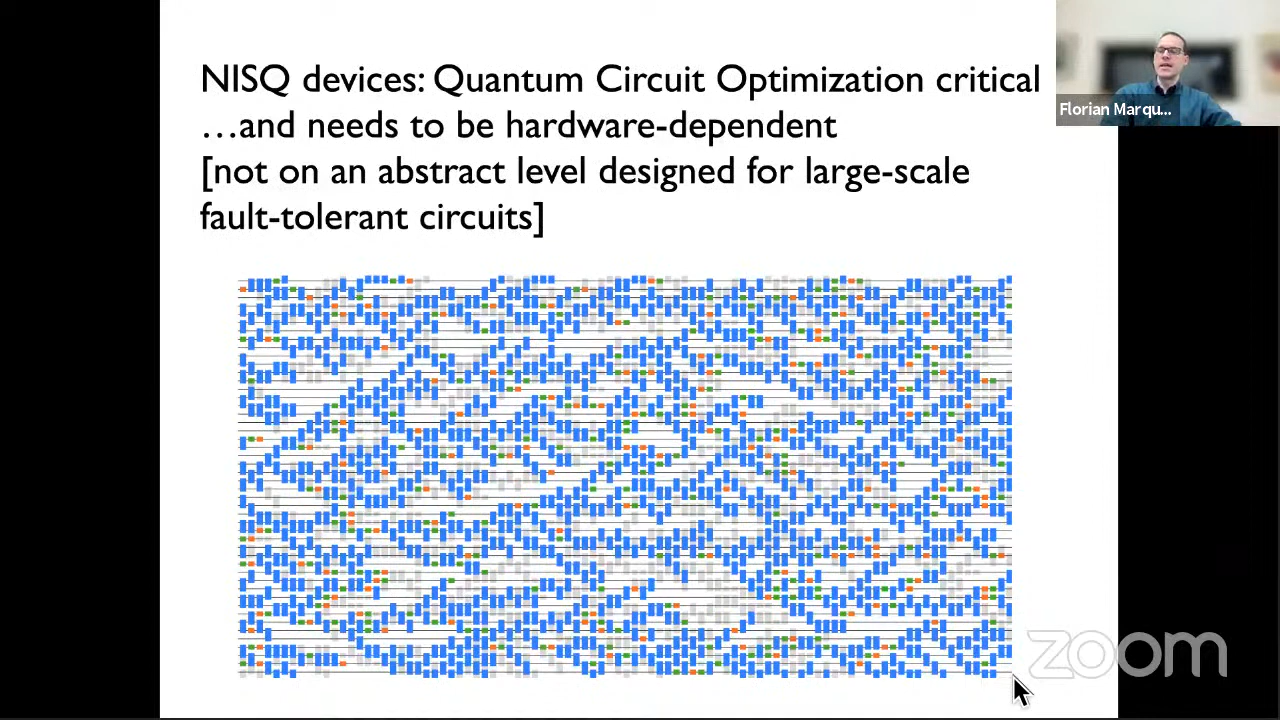 NISQ devices: Quantum Circuit Optimization critical
…and needs to be hardware-dependent
[not on an abstract level designed for large-scale
fault-tolerant circuits]
Florian Marqu...
zoom